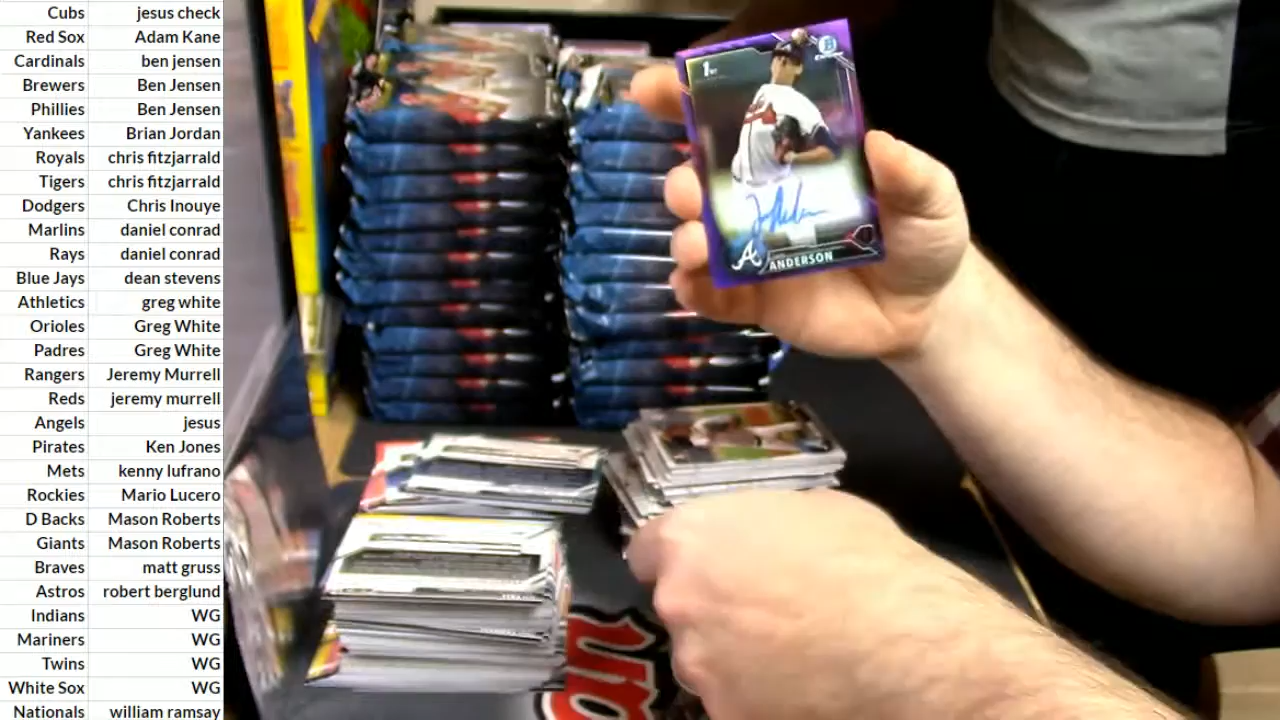 Cubs jesus check
Red Sox Adam Kane
Cardinals ben jensen
Brewers Ben Jensen
Phillies Ben Jensen
Yankees Brian Jordan
Royals chris fitzjarrald
Tigers chris fitzjarrald
Dodgers Chris Inouye
Marlins daniel conrad
Rays daniel conrad
Blue Jays dean stevens
Athletics greg white
Orioles Greg White
Padres Greg White
Rangers Jeremy Murrell
Reds jeremy murrell
Angels jesus
Pirates Ken Jones
Mets kenny lufrano
Rockies Mario Lucero
D Backs Mason Roberts
Giants Mason Roberts
Braves matt gruss
Astros robert berglund
Indians WG
Mariners WG
Twins WG
White Sox WG
Nationals william ramsay
1ST
B
A
ANDERSON